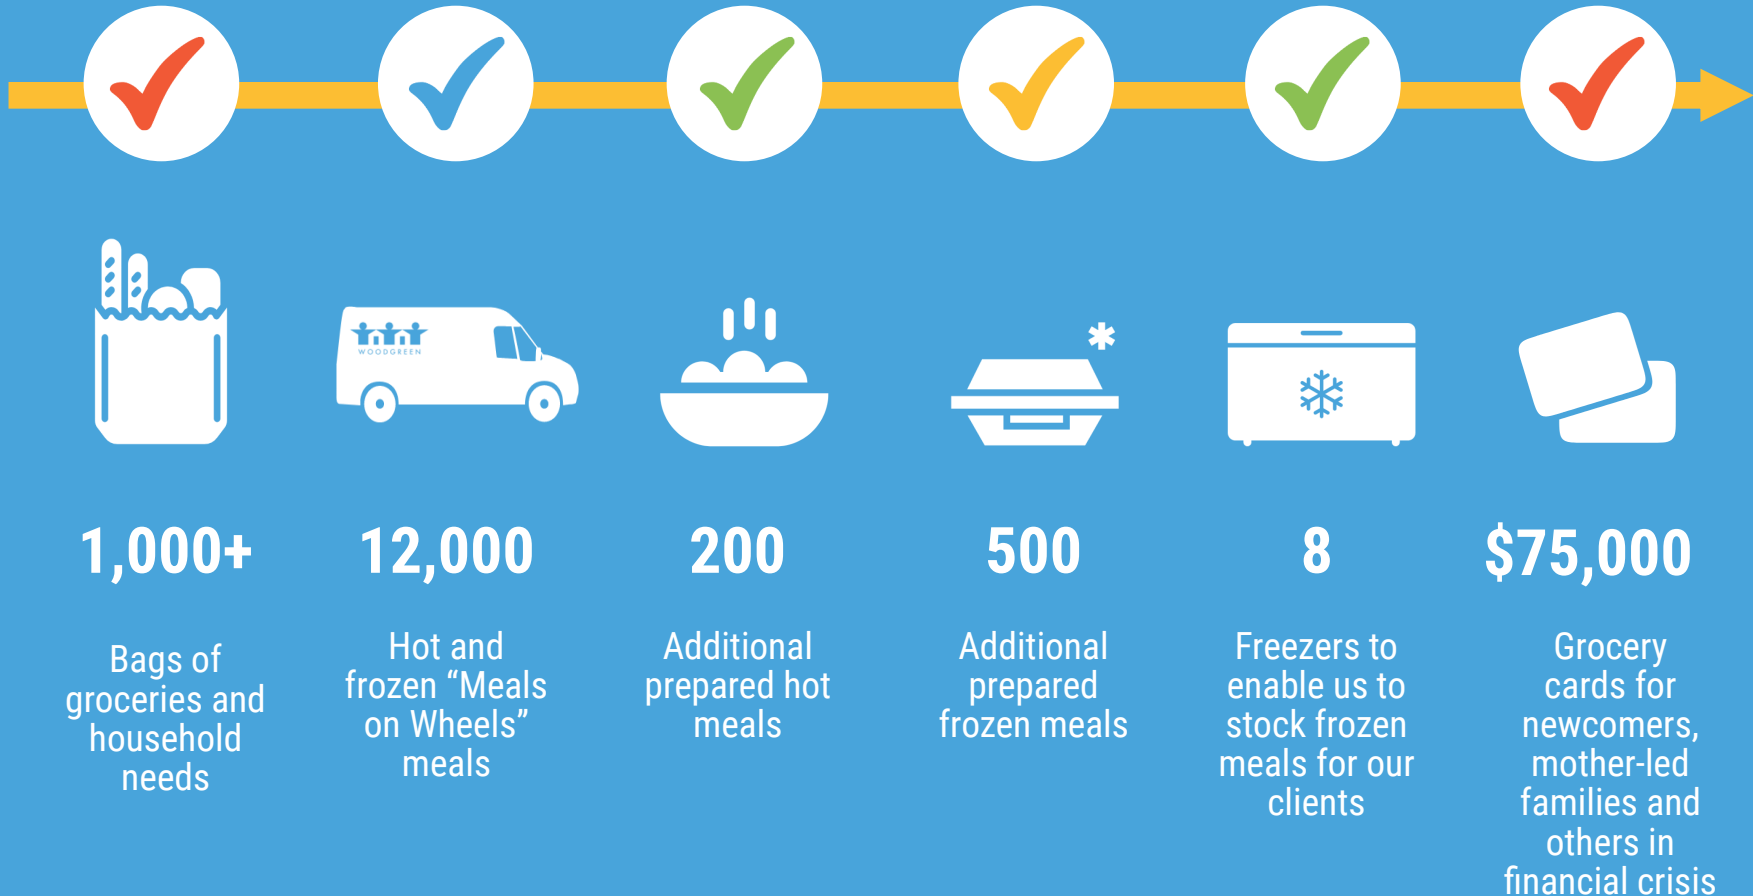 WOODGREEN
1,000+
Bags of
groceries and
household
needs
12,000
Hot and
frozen “Meals
on Wheels”
meals
200
Additional
prepared hot
meals
500
Additional
prepared
frozen meals
8
Freezers to
enable us to
stock frozen
meals for our
clients
$75,000
Grocery
cards for
newcomers,
mother-led
families and
others in
financial crisis